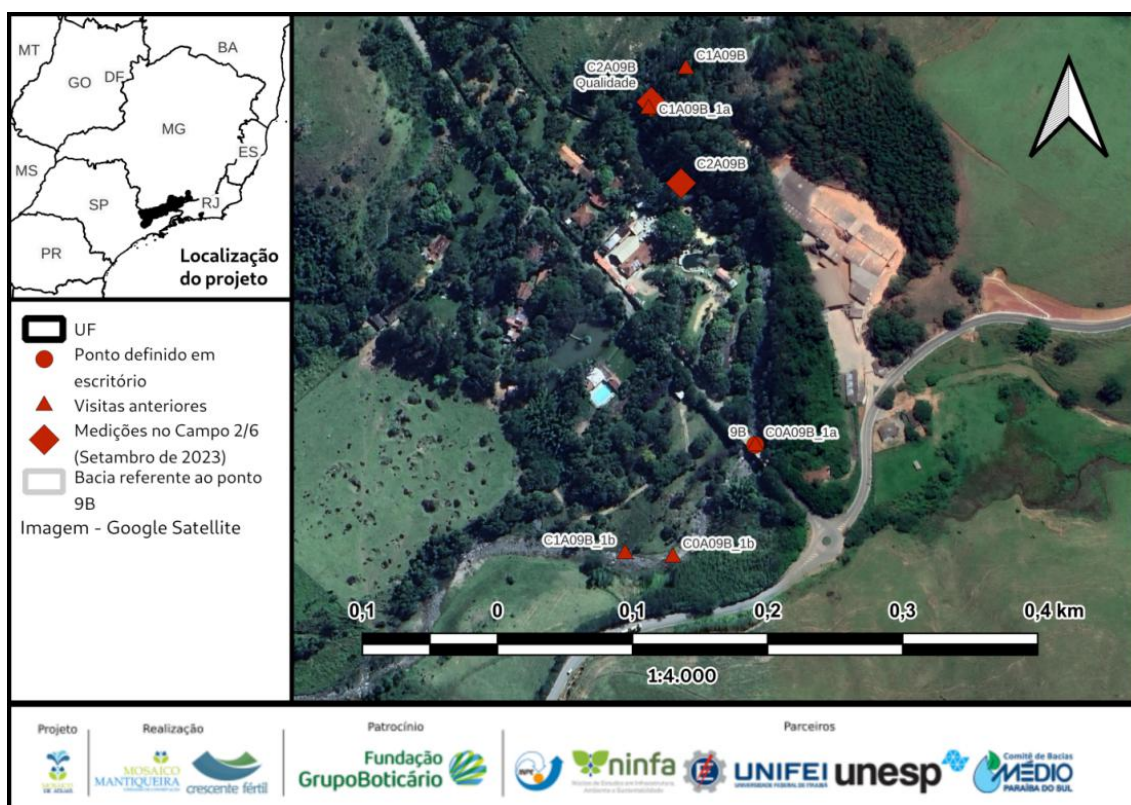 MT
BA
GO
DF
MG
ES
MS
SP
RJ
PR
Localização
do projeto
UF
Ponto definido em
escritório
Visitas anteriores
Medições no Campo 2/6
(Setambro de 2023)
Bacia referente ao ponto
9B
Imagem - Google Satellite
C1A09B
C2A09B
Qualidade
C1A09B_1a
C2A09B
9B
C0A09B_1a
C1A09B_1b
C0A09B_1b
0,1
0
0,1
0,2
0,3
0,4 km
1:4.000
Projeto
Realização
Patrocínio
Parceiros
MOSAICO
MANTIQUEIRA
crescente fértil
Fundação
GrupoBoticário
ninfa
UNIFEI
unesp
Comitê de Bacias
MÉDIO
PARAÍBA DO SUL